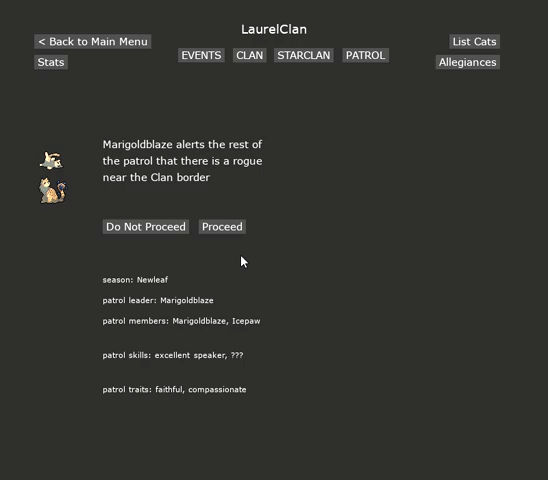 LaurelClan
< Back to Main Menu
List Cats
EVENTS
CLAN
STARCLAN
PATROL
Stats
Allegiances
Marigoldblaze alerts the rest of
the patrol that there is a rogue
near the Clan border
Do Not Proceed
Proceed
season: Newleaf
patrol leader: Marigoldblaze
patrol members: Marigoldblaze, Icepaw
patrol skills: excellent speaker, ???
patrol traits: faithful, compassionate